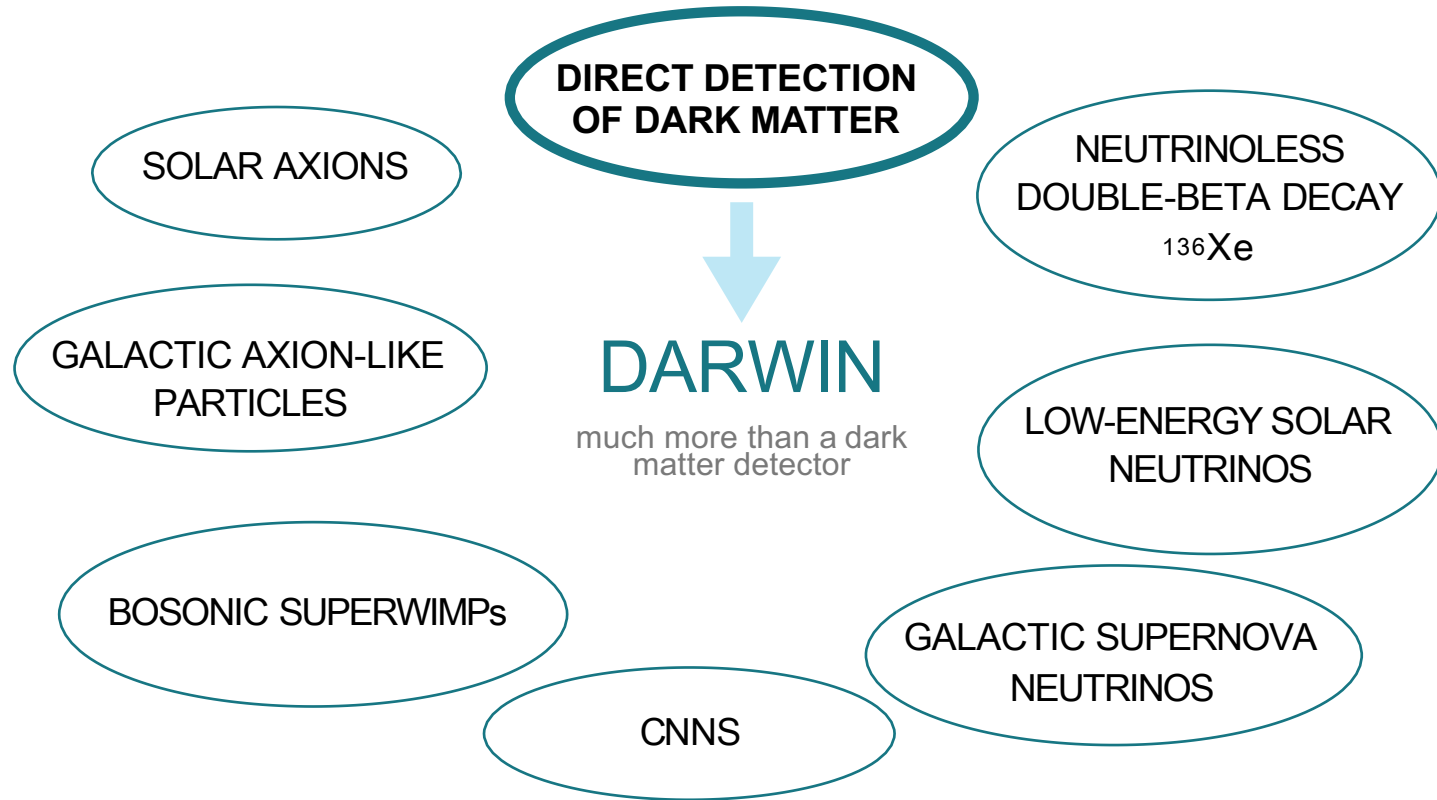 DIRECT DETECTION
OF DARK MATTER
SOLAR AXIONS
NEUTRINOLESS
DOUBLE-BETA DECAY
¹³⁶Xe
GALACTIC AXION-LIKE
PARTICLES
DARWIN
much more than a dark
matter detector
LOW-ENERGY SOLAR
NEUTRINOS
BOSONIC SUPERWIMPs
GALACTIC SUPERNOVA
NEUTRINOS
CNNS